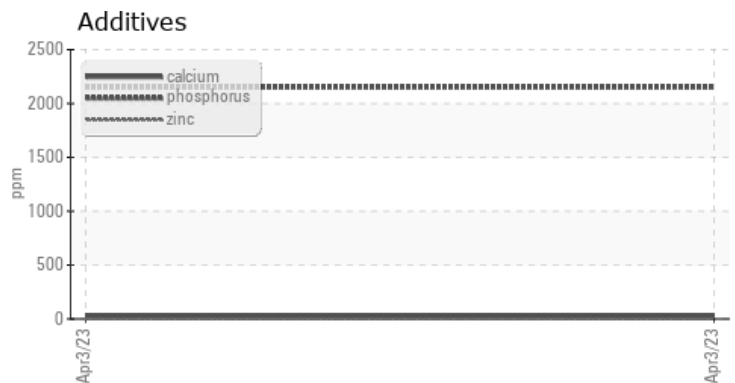 Additives
2500
2000
1500
1000
500
0
ppm
calcium
phosphorus
zinc
Apr3/23
Apr3/23